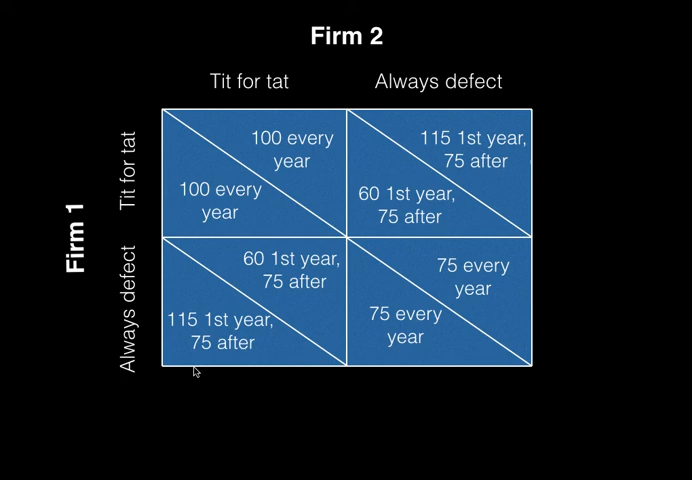 Firm 2
Tit for tat
Always defect
Firm 1
Tit for tat
100 every
year
100 every
year
115 1st year,
75 after
60 1st year,
75 after
Always defect
60 1st year,
75 after
115 1st year,
75 after
75 every
year
75 every
year